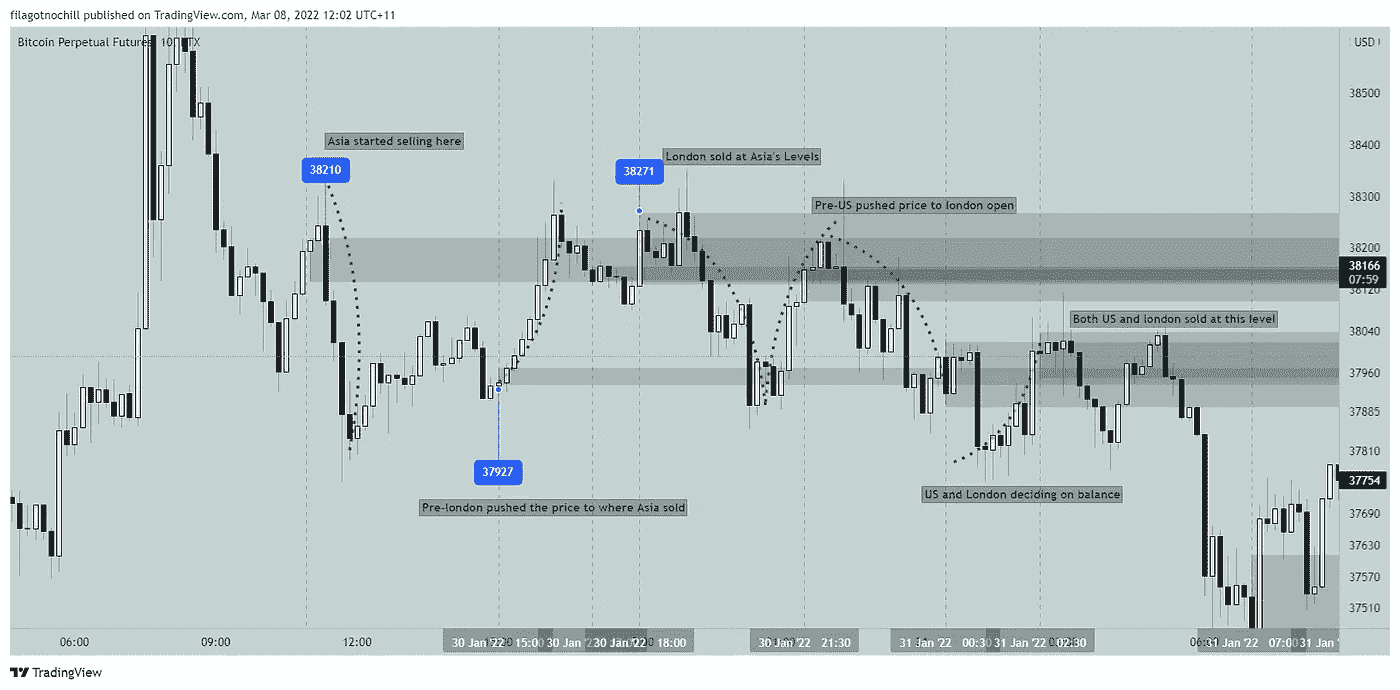 filagotnochill published on TradingView.com, Mar 08, 2022 12:02 UTC+11
Bitcoin Perpetual Futures
USD
38500
Asia started selling here
38400
London sold at Asia's Levels
38210
38271
38300
Pre-US pushed price to london open
38200
38166
07:59
38120
Both US and london sold at this level
38040
37960
37885
37810
37927
37754
US and London deciding on balance
Pre-london pushed the price to where Asia sold
37690
37630
37570
37510
06:00 09:00 12:00 30 Jan '22 15:00 30 Jan 30 Jan '22 18:00 30 Jan '22 21:30 31 Jan '22 00:30 31 Jan '22 02:30 31 Jan '22 07:00 31 Jan
TradingView